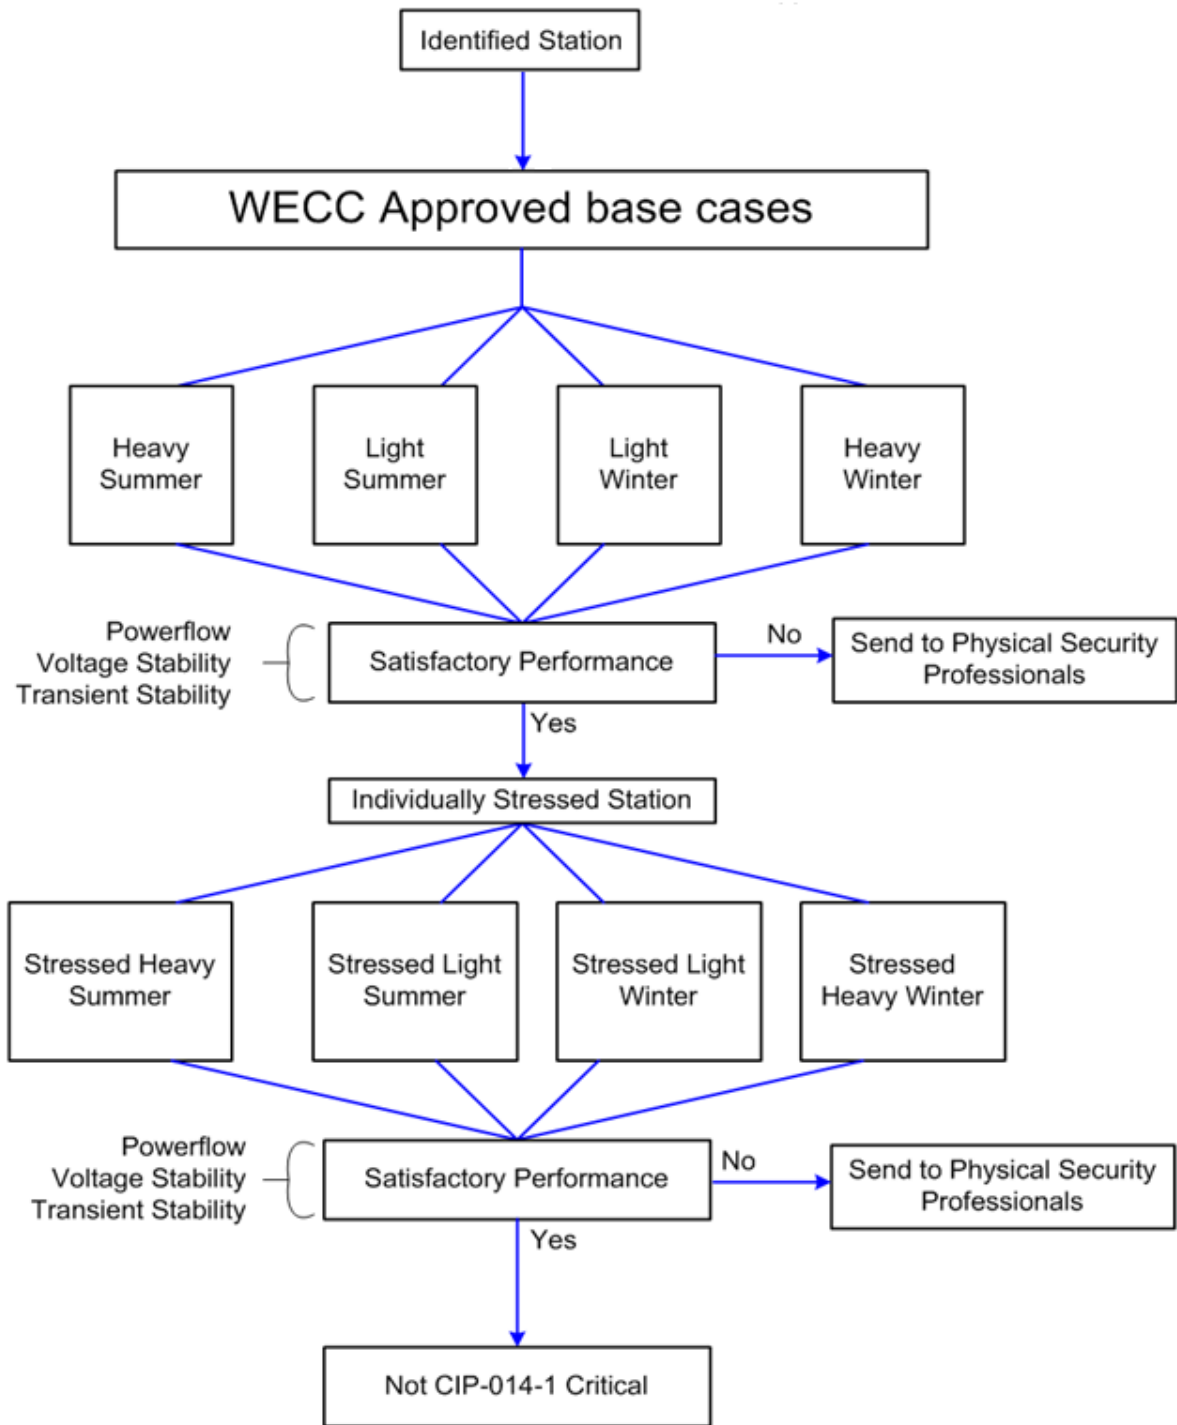 Identified Station
WECC Approved base cases
Heavy
Summer
Light
Summer
Light
Winter
Heavy
Winter
Powerflow
Voltage Stability
Transient Stability
Satisfactory Performance
No
Send to Physical Security
Professionals
Yes
Individually Stressed Station
Stressed Heavy
Summer
Stressed Light
Summer
Stressed Light
Winter
Stressed
Heavy Winter
Powerflow
Voltage Stability
Transient Stability
Satisfactory Performance
No
Send to Physical Security
Professionals
Yes
Not CIP-014-1 Critical